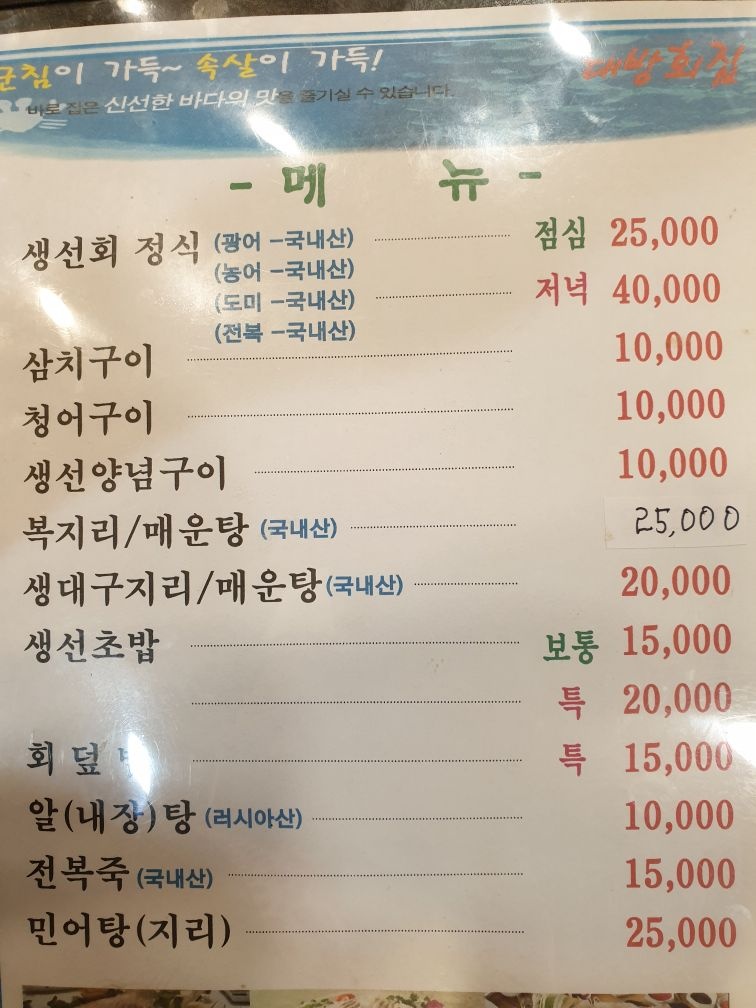 군침이 가득~ 속살이 가득!
대방회집
바로 집은 신선한 바다의 맛을 즐기실 수 있습니다.
- 메 뉴 -
생선회 정식 (광어 -국내산) 점심 25,000
(농어 -국내산)
(도미 -국내산) 저녁 40,000
(전복 -국내산)
삼치구이 10,000
청어구이 10,000
생선양념구이 10,000
복지리/매운탕 (국내산) 25,000
생대구지리/매운탕(국내산) 20,000
생선초밥 보통 15,000
특 20,000
회 덮 특 15,000
알(내장)탕 (러시아산) 10,000
전복죽 (국내산) 15,000
민어탕(지리) 25,000